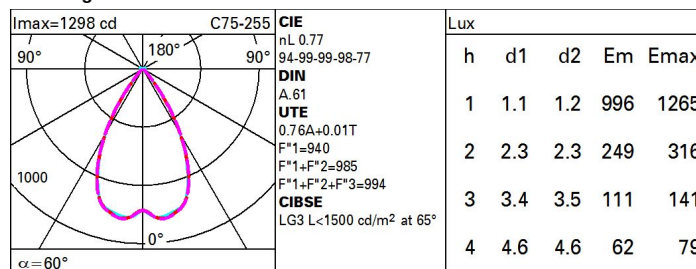 Imax=1298 cd C75-255
90° 180° 90°
1000
0°
α=60°
CIE
nL 0.77
94-99-99-98-77
DIN
A.61
UTE
0.76A+0.01T
F"1=940
F"1+F"2=985
F"1+F"2+F"3=994
CIBSE
LG3 L<1500 cd/m² at 65°
Lux
h d1 d2 Em Emax
1 1.1 1.2 996 1265
2 2.3 2.3 249 316
3 3.4 3.5 111 141
4 4.6 4.6 62 79